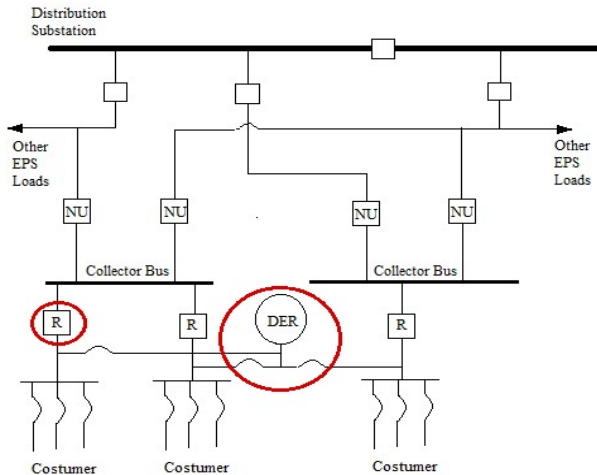 Distribution
Substation
Other
EPS
Loads
Other
EPS
Loads
NU
NU
NU
NU
Collector Bus
Collector Bus
R
R
DER
R
Costumer
Costumer
Costumer